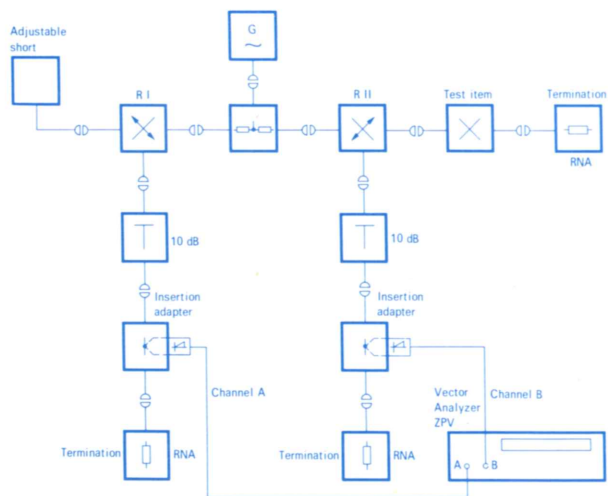 Adjustable
short
G
R I
R II
Test item
Termination
RNA
10 dB
10 dB
Insertion
adapter
Insertion
adapter
Channel A
Channel B
Vector
Analyzer
ZPV
A
B
Termination
RNA
Termination
RNA